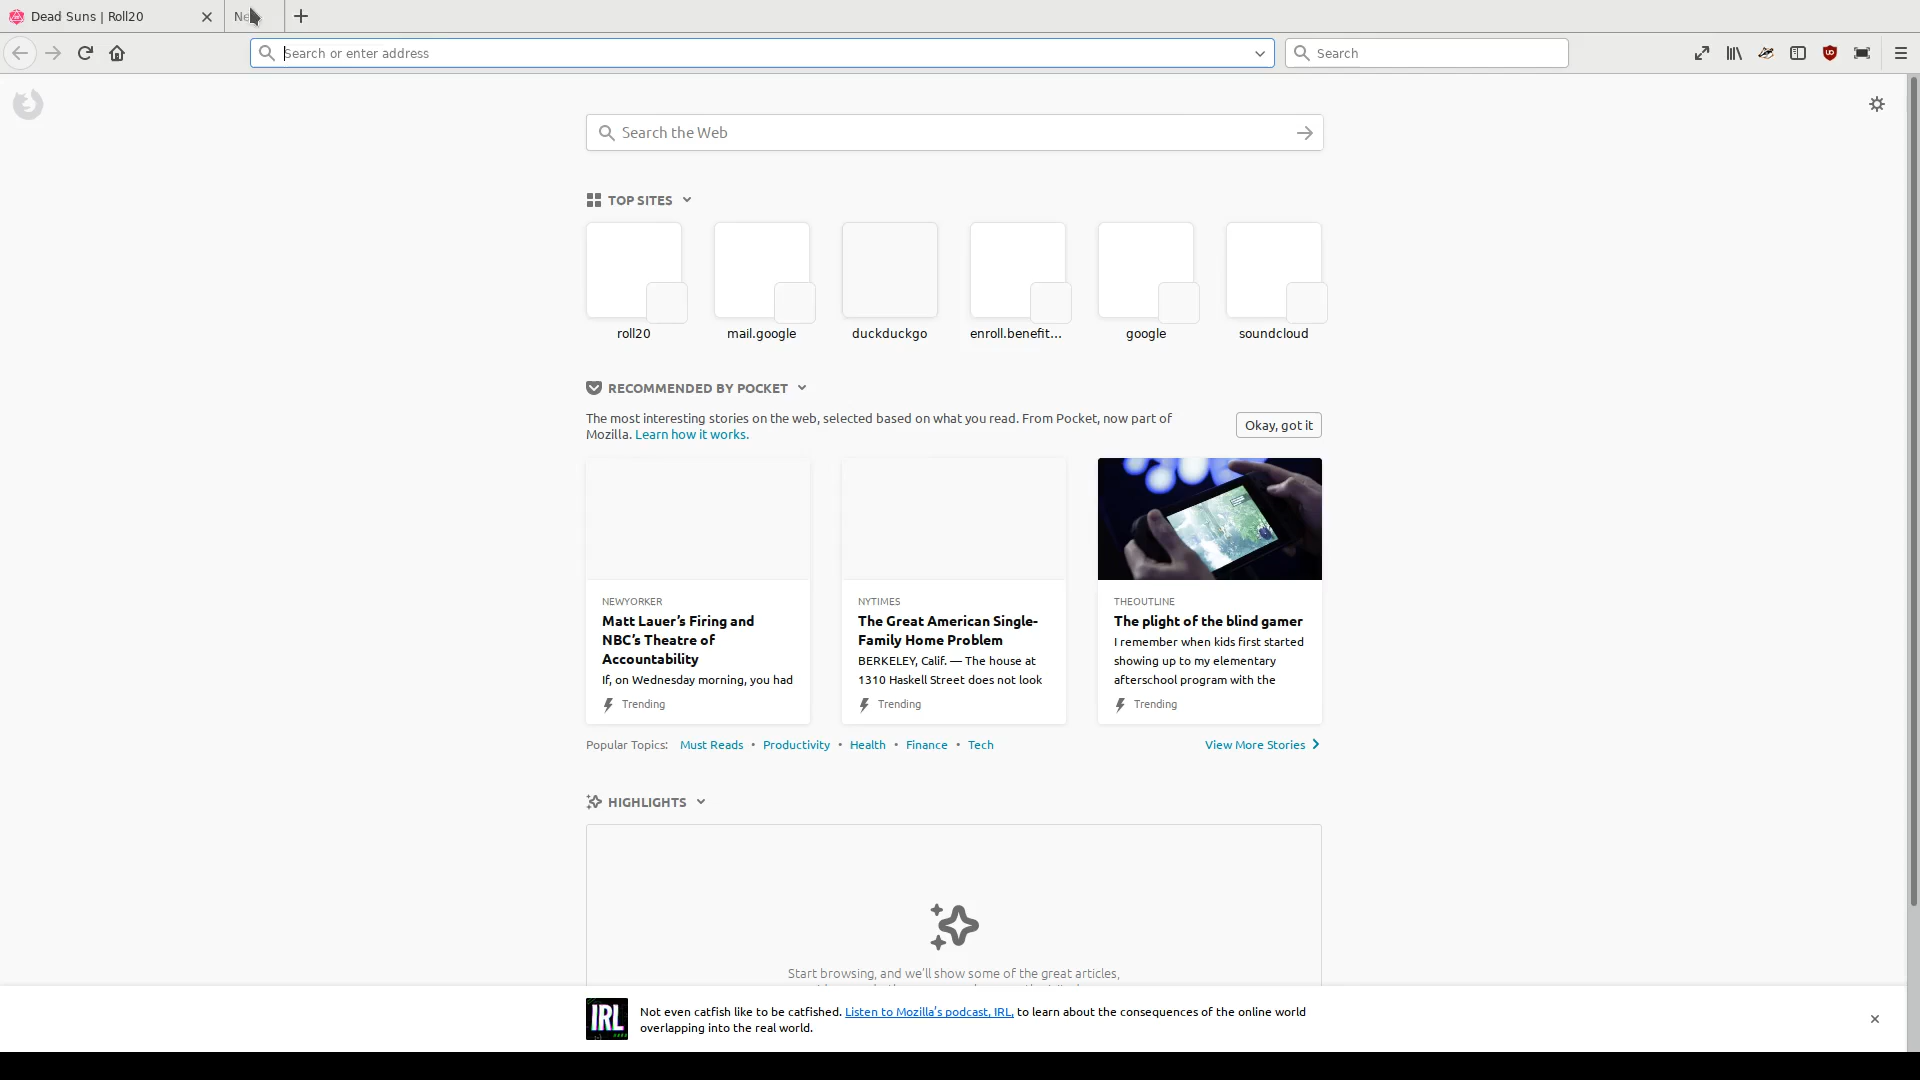 Dead Suns | Roll20
Search or enter address
Search
Search the Web
TOP SITES
roll20
mail.google
duckduckgo
enroll.benefit...
google
soundcloud
RECOMMENDED BY POCKET
The most interesting stories on the web, selected based on what you read. From Pocket, now part of
Mozilla. Learn how it works.
Okay, got it
NEWYORKER
Matt Lauer’s Firing and
NBC’s Theatre of
Accountability
If, on Wednesday morning, you had
Trending
NYTIMES
The Great American Single-
Family Home Problem
BERKELEY, Calif. — The house at
1310 Haskell Street does not look
Trending
THEOUTLINE
The plight of the blind gamer
I remember when kids first started
showing up to my elementary
afterschool program with the
Trending
Popular Topics: Must Reads • Productivity • Health • Finance • Tech
View More Stories
HIGHLIGHTS
Start browsing, and we’ll show some of the great articles,
IRL
Not even catfish like to be catfished. Listen to Mozilla’s podcast, IRL, to learn about the consequences of the online world
overlapping into the real world.